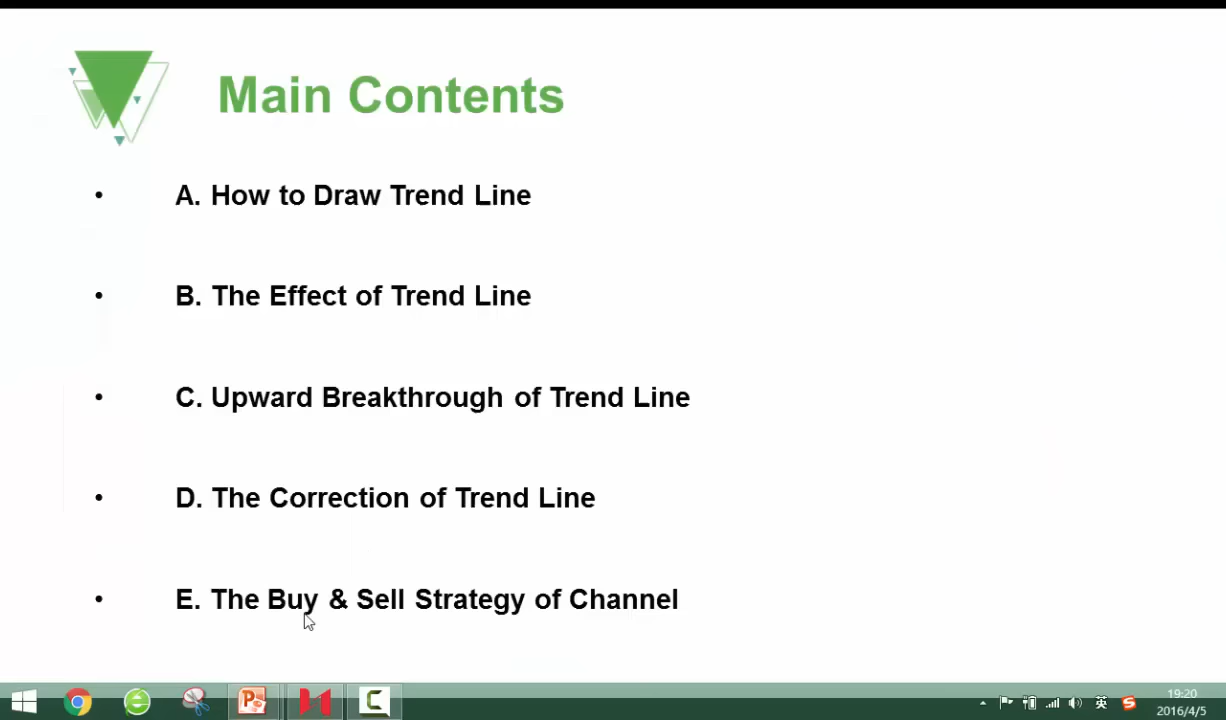 Main Contents
• A. How to Draw Trend Line
• B. The Effect of Trend Line
• C. Upward Breakthrough of Trend Line
• D. The Correction of Trend Line
• E. The Buy & Sell Strategy of Channel
英
19:20
2016/4/5